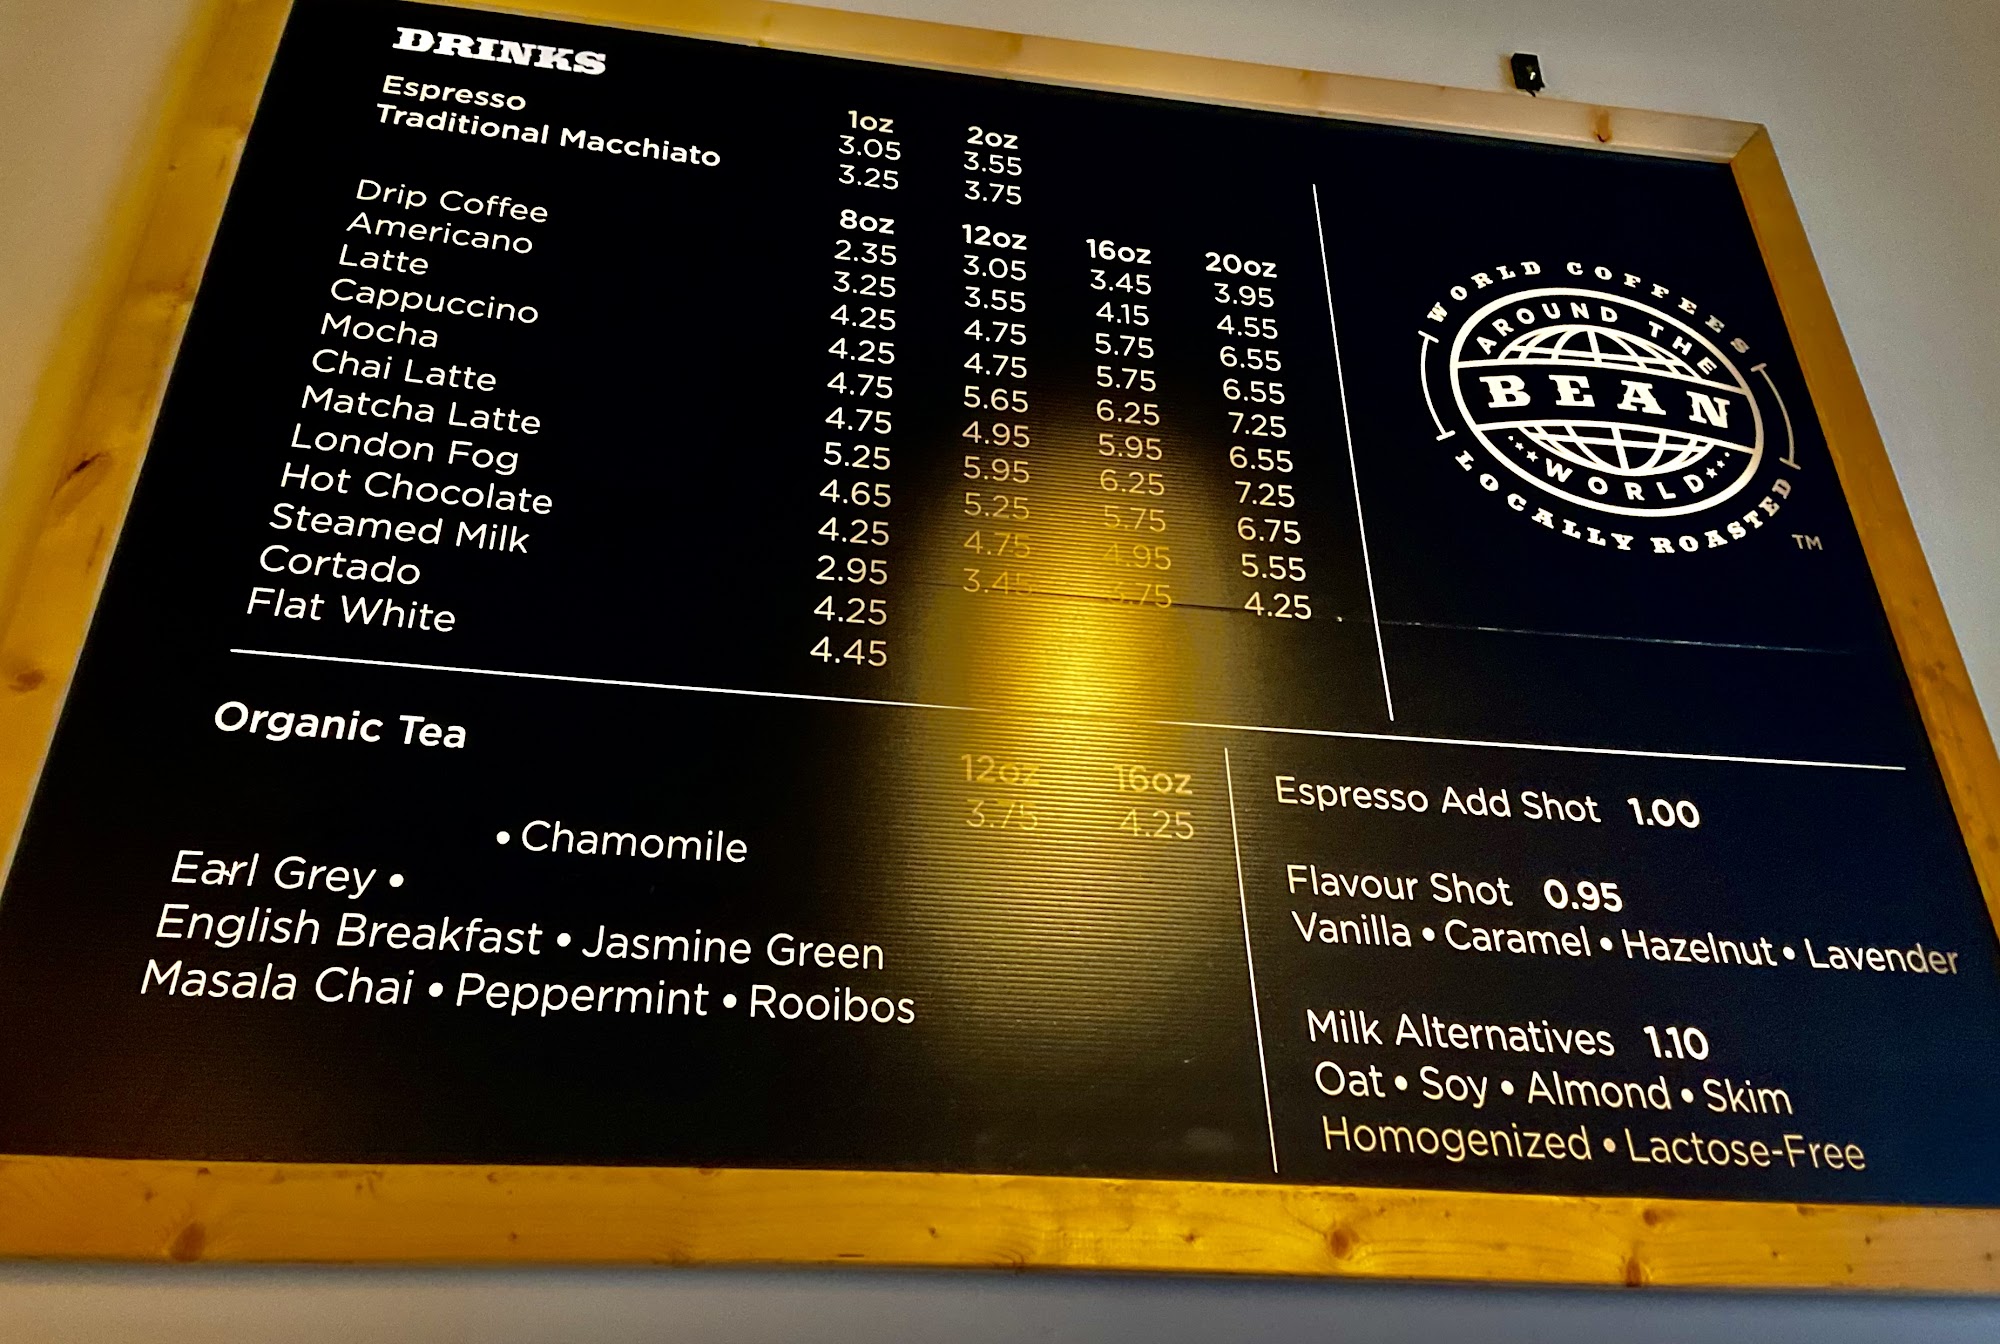 DRINKS
1oz 2oz
Espresso 3.05 3.55
Traditional Macchiato 3.25 3.75
8oz 12oz 16oz 20oz
Drip Coffee 2.35 3.05 3.45 3.95
Americano 3.25 3.55 4.15 4.55
Latte 4.25 4.75 5.75 6.55
Cappuccino 4.25 4.75 5.75 6.55
Mocha 4.75 5.65 6.25 7.25
Chai Latte 4.75 4.95 5.95 6.55
Matcha Latte 5.25 5.95 6.25 7.25
London Fog 4.65 5.25 5.75 6.75
Hot Chocolate 4.25 4.75 4.95 5.55
Steamed Milk 2.95 3.45 3.75 4.25
Cortado 4.25
Flat White 4.45
WORLD COFFEES
AROUND THE
BEAN
WORLD
LOCALLY ROASTED
TM
Organic Tea
12oz 16oz
3.75 4.25
• Chamomile
Earl Grey •
English Breakfast • Jasmine Green
Masala Chai • Peppermint • Rooibos
Espresso Add Shot 1.00
Flavour Shot 0.95
Vanilla • Caramel • Hazelnut • Lavender
Milk Alternatives 1.10
Oat • Soy • Almond • Skim
Homogenized • Lactose-Free